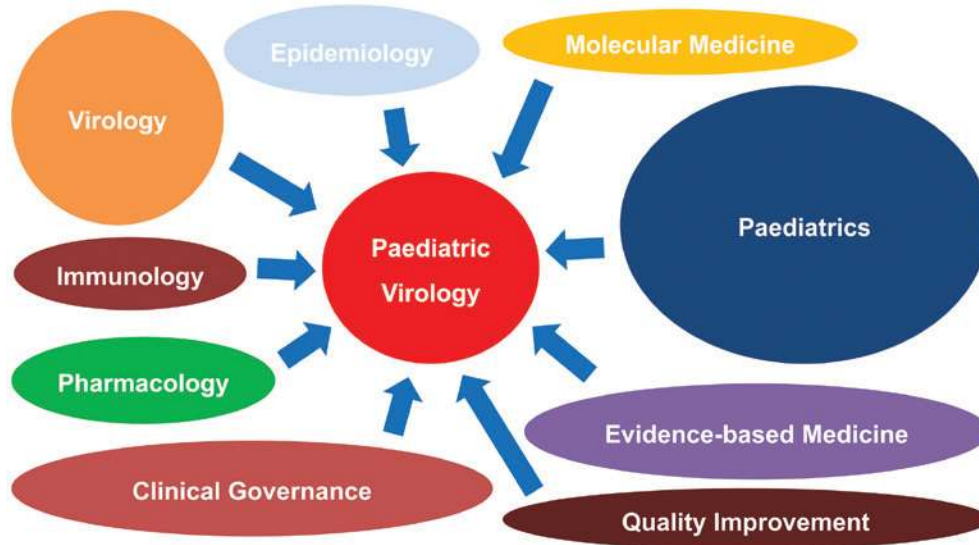 Epidemiology
Molecular Medicine
Virology
Paediatrics
Paediatric
Virology
Immunology
Pharmacology
Evidence-based Medicine
Clinical Governance
Quality Improvement